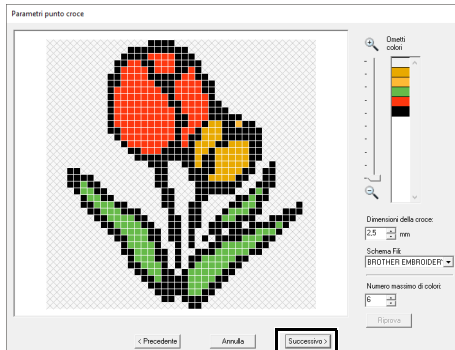 Parametri punto croce
Ometti
colori
Dimensioni della croce:
2,5 mm
Schema Fili:
BROTHER EMBROIDER
Numero massimo di colori:
6
Riprova
< Precedente
Annulla
Successivo >